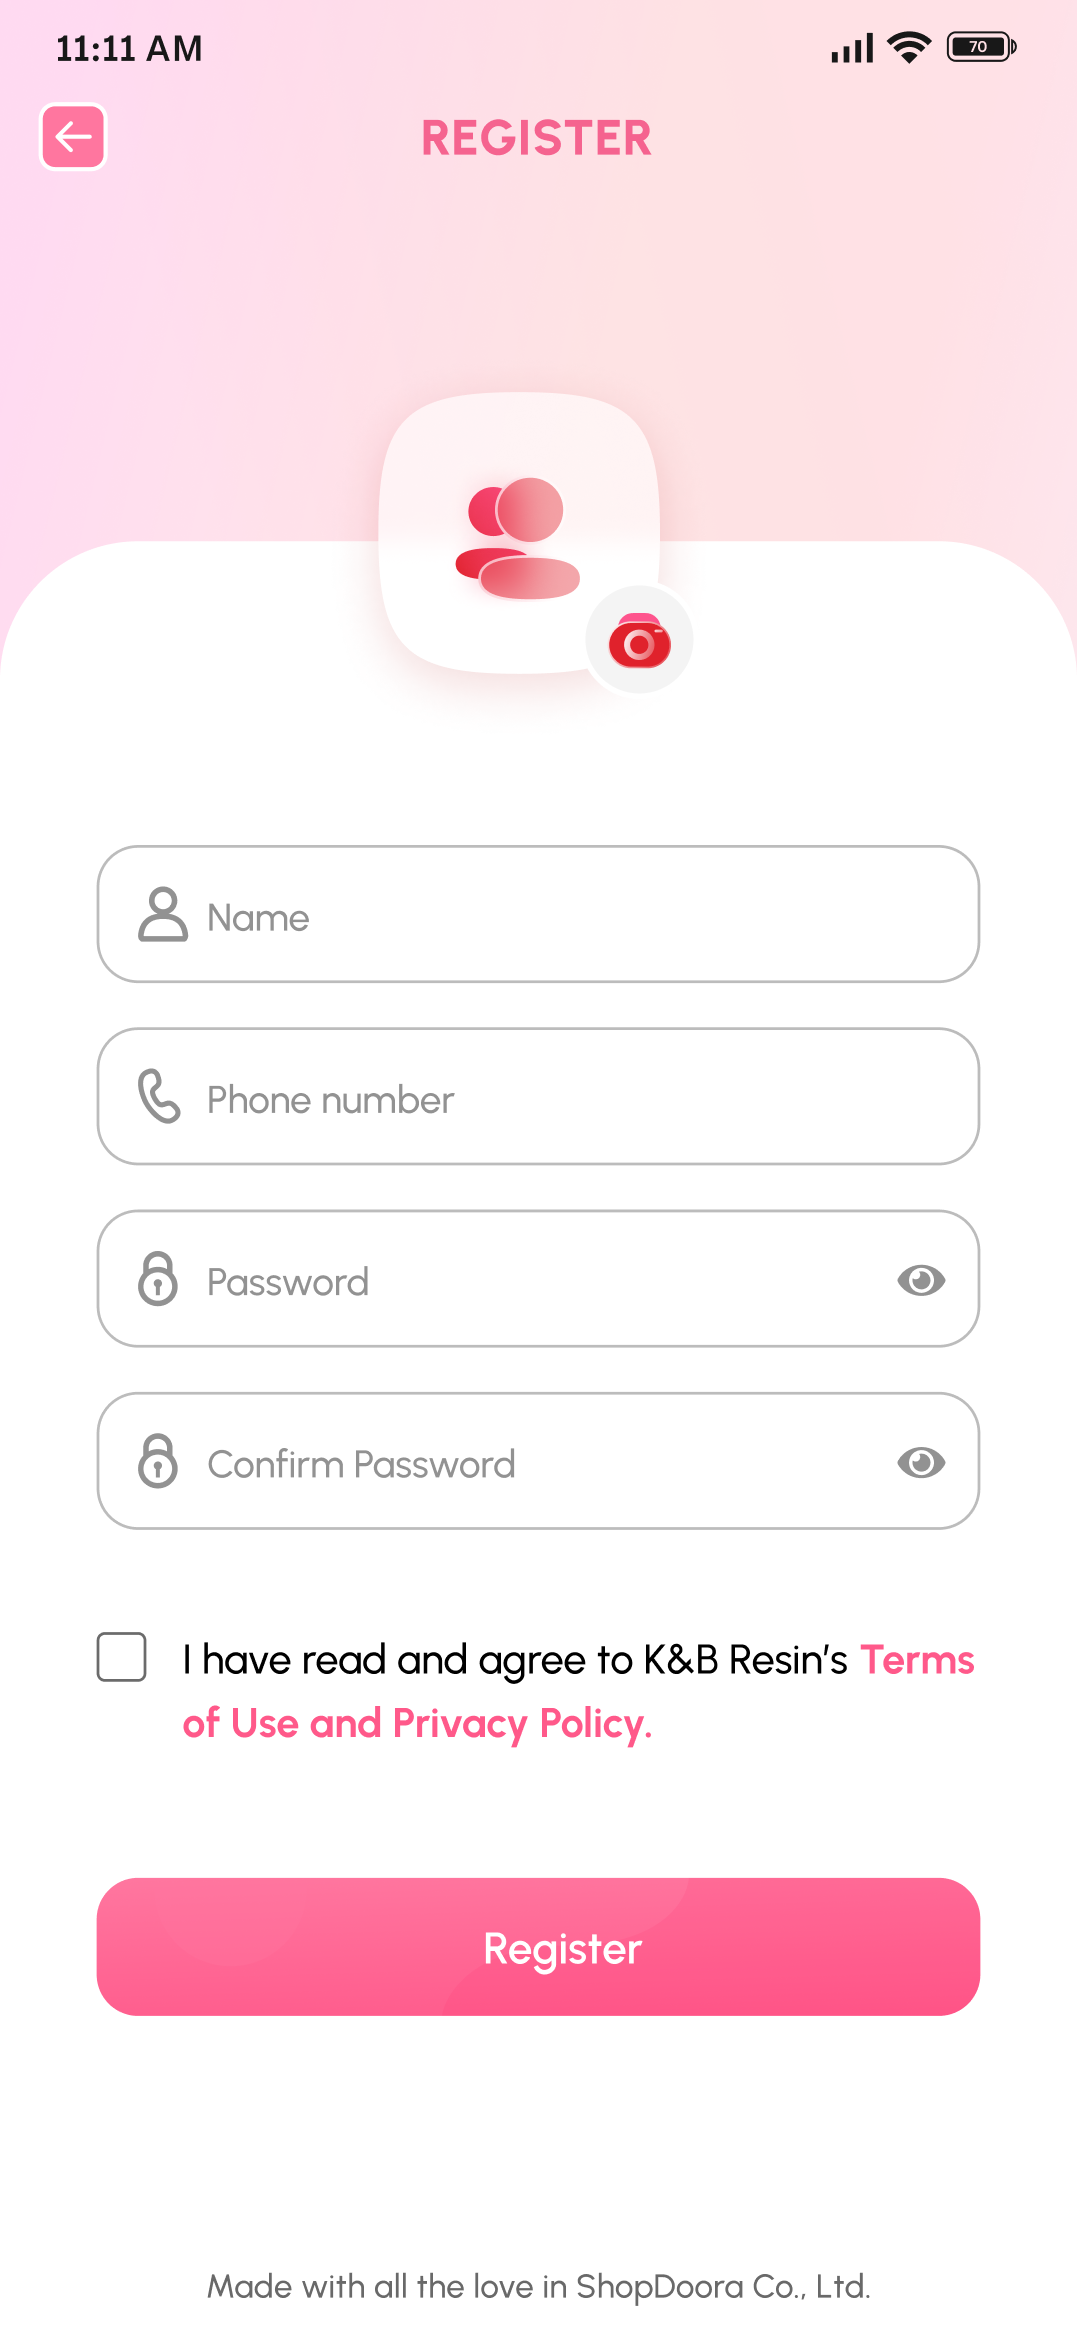 11:11 AM
70
REGISTER
Name
Phone number
Password
Confirm Password
I have read and agree to K&B Resin’s Terms
of Use and Privacy Policy.
Register
Made with all the love in ShopDoora Co., Ltd.